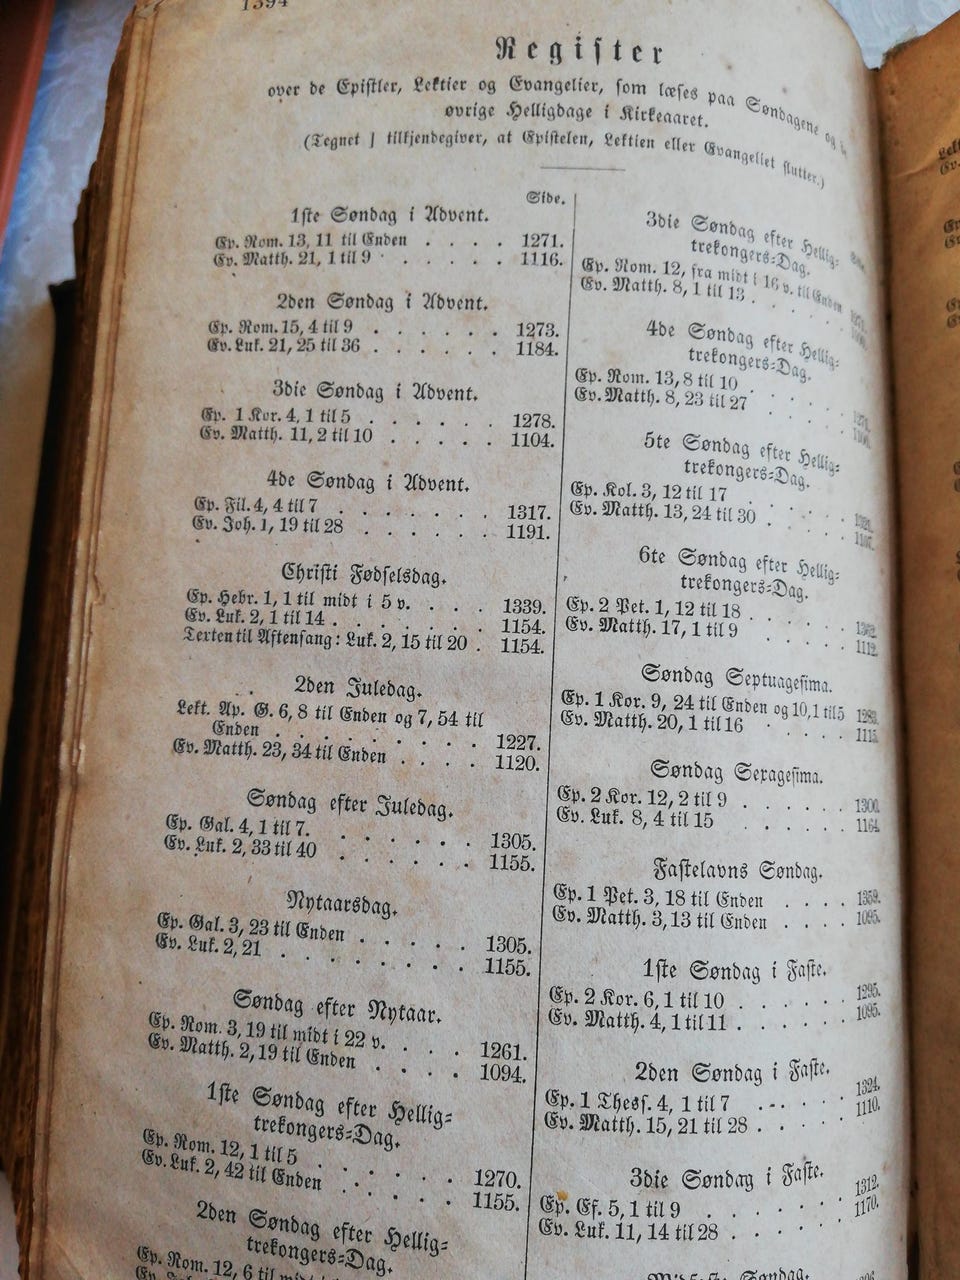 1394
Register
over de Epistler, Lektier og Evangelier, som læses paa Søndagene og
øvrige Helligdage i Kirkeaaret.
(Tegnet ] tilkjendegiver, at Epistelen, Lektien eller Evangeliet slutter.)
Side.
1ste Søndag i Advent.
Ep. Rom. 13, 11 til Enden . . . . 1271.
Ev. Matth. 21, 1 til 9 . . . . . 1116.
2den Søndag i Advent.
Ep. Rom. 15, 4 til 9 . . . . . . 1273.
Ev. Luk. 21, 25 til 36 . . . . . . 1184.
3die Søndag i Advent.
Ep. 1 Kor. 4, 1 til 5 . . . . . . 1278.
Ev. Matth. 11, 2 til 10 . . . . . 1104.
4de Søndag i Advent.
Ep. Fil. 4, 4 til 7 . . . . . . 1317.
Ev. Joh. 1, 19 til 28 . . . . . . 1191.
Christi Fødselsdag.
Ep. Hebr. 1, 1 til midt i 5 v. . . . 1339.
Ev. Luk. 2, 1 til 14 . . . . . . 1154.
Texten til Aftensang: Luk. 2, 15 til 20 . 1154.
2den Juledag.
Lekt. Ap. G. 6, 8 til Enden og 7, 54 til
Enden . . . . . . . . 1227.
Ev. Matth. 23, 34 til Enden . . . . 1120.
Søndag efter Juledag.
Ep. Gal. 4, 1 til 7. . . . . . 1305.
Ev. Luk. 2, 33 til 40 . . . . . 1155.
Nytaarsdag.
Ep. Gal. 3, 23 til Enden . . . . . 1305.
Ev. Luk. 2, 21 . . . . . . . . 1155.
Søndag efter Nytaar.
Ep. Rom. 3, 19 til midt i 22 v. . . . 1261.
Ev. Matth. 2, 19 til Enden . . . . 1094.
1ste Søndag efter Hellig-
trekongers-Dag.
Ep. Rom. 12, 1 til 5 . . . . . 1270.
Ev. Luk. 2, 42 til Enden . . . . 1155.
2den Søndag efter Hellig-
trekongers-Dag.
Ep. Rom. 12, 6 til midt
3die Søndag efter Hellig-
trekongers-Dag.
Ep. Rom. 12, fra midt i 16 v. til Enden
Ev. Matth. 8, 1 til 13 .
4de Søndag efter Hellig-
trekongers-Dag.
Ep. Rom. 13, 8 til 10
Ev. Matth. 8, 23 til 27
5te Søndag efter Hellig-
trekongers-Dag.
Ep. Kol. 3, 12 til 17
Ev. Matth. 13, 24 til 30 . . . . . 1107.
6te Søndag efter Hellig-
trekongers-Dag.
Ep. 2 Pet. 1, 12 til 18 . . . . .
Ev. Matth. 17, 1 til 9 . . . . . 1112.
Søndag Septuagesima.
Ep. 1 Kor. 9, 24 til Enden og 10, 1 til 5
Ev. Matth. 20, 1 til 16 . . . . . 1115.
Søndag Sexagesima.
Ep. 2 Kor. 12, 2 til 9 . . . . . . 1300.
Ev. Luk. 8, 4 til 15 . . . . . 1164.
Fastelavns Søndag.
Ep. 1 Pet. 3, 18 til Enden . . . . 1359.
Ev. Matth. 3, 13 til Enden . . . . 1095.
1ste Søndag i Faste.
Ep. 2 Kor. 6, 1 til 10 . . . . . 1295.
Ev. Matth. 4, 1 til 11 . . . . . 1095.
2den Søndag i Faste.
Ep. 1 Thess. 4, 1 til 7 . . . . . 1324.
Ev. Matth. 15, 21 til 28 . . . . . 1110.
3die Søndag i Faste.
Ep. Ef. 5, 1 til 9 . . . . . . 1312.
Ev. Luk. 11, 14 til 28 . . . . . 1170.
Søndag.